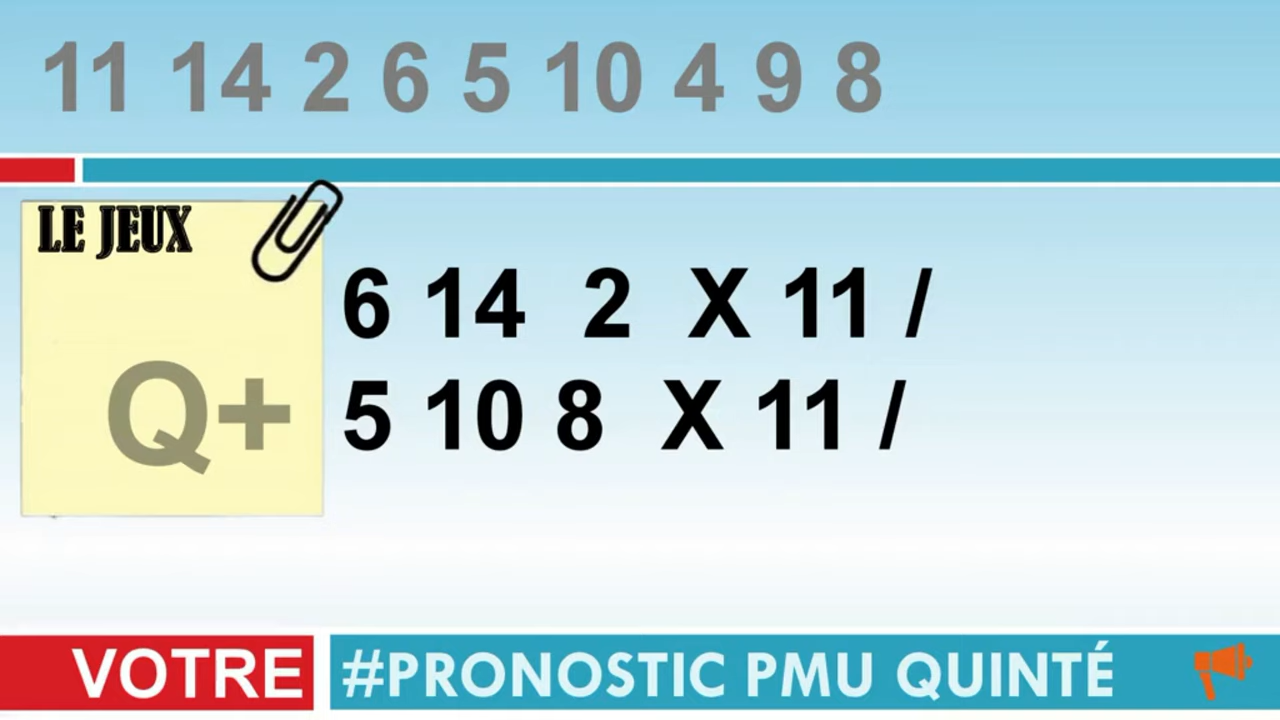 11 14 2 6 5 10 4 9 8
LE JEUX
Q+
6 14 2 X 11 /
5 10 8 X 11 /
VOTRE #PRONOSTIC PMU QUINTÉ